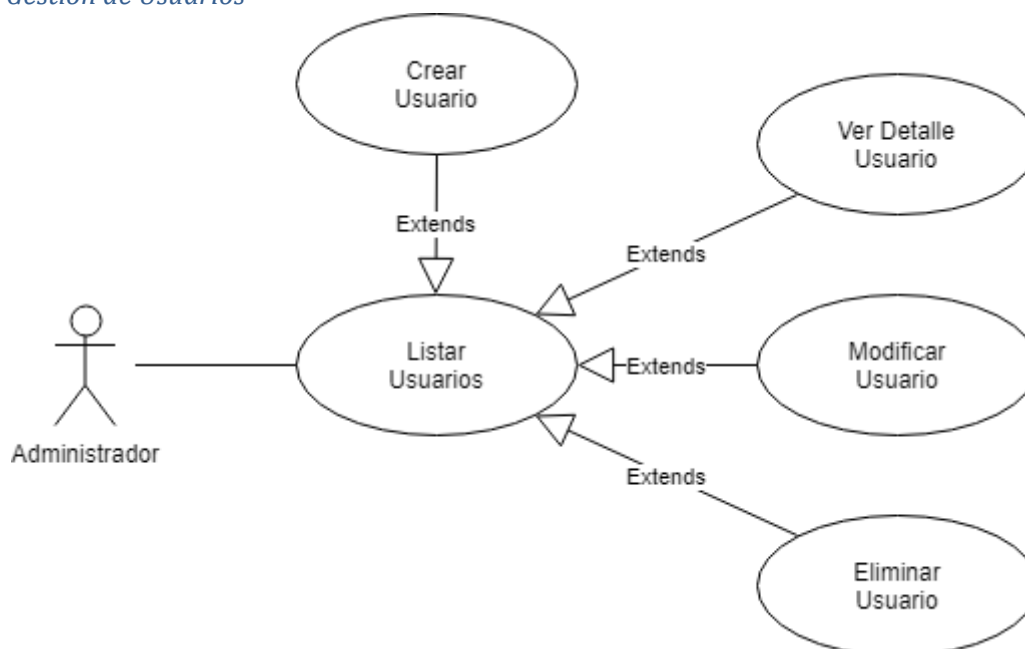 Gestión de Usuarios
Crear
Usuario
Ver Detalle
Usuario
Extends
Extends
Listar
Usuarios
Extends
Modificar
Usuario
Administrador
Extends
Eliminar
Usuario